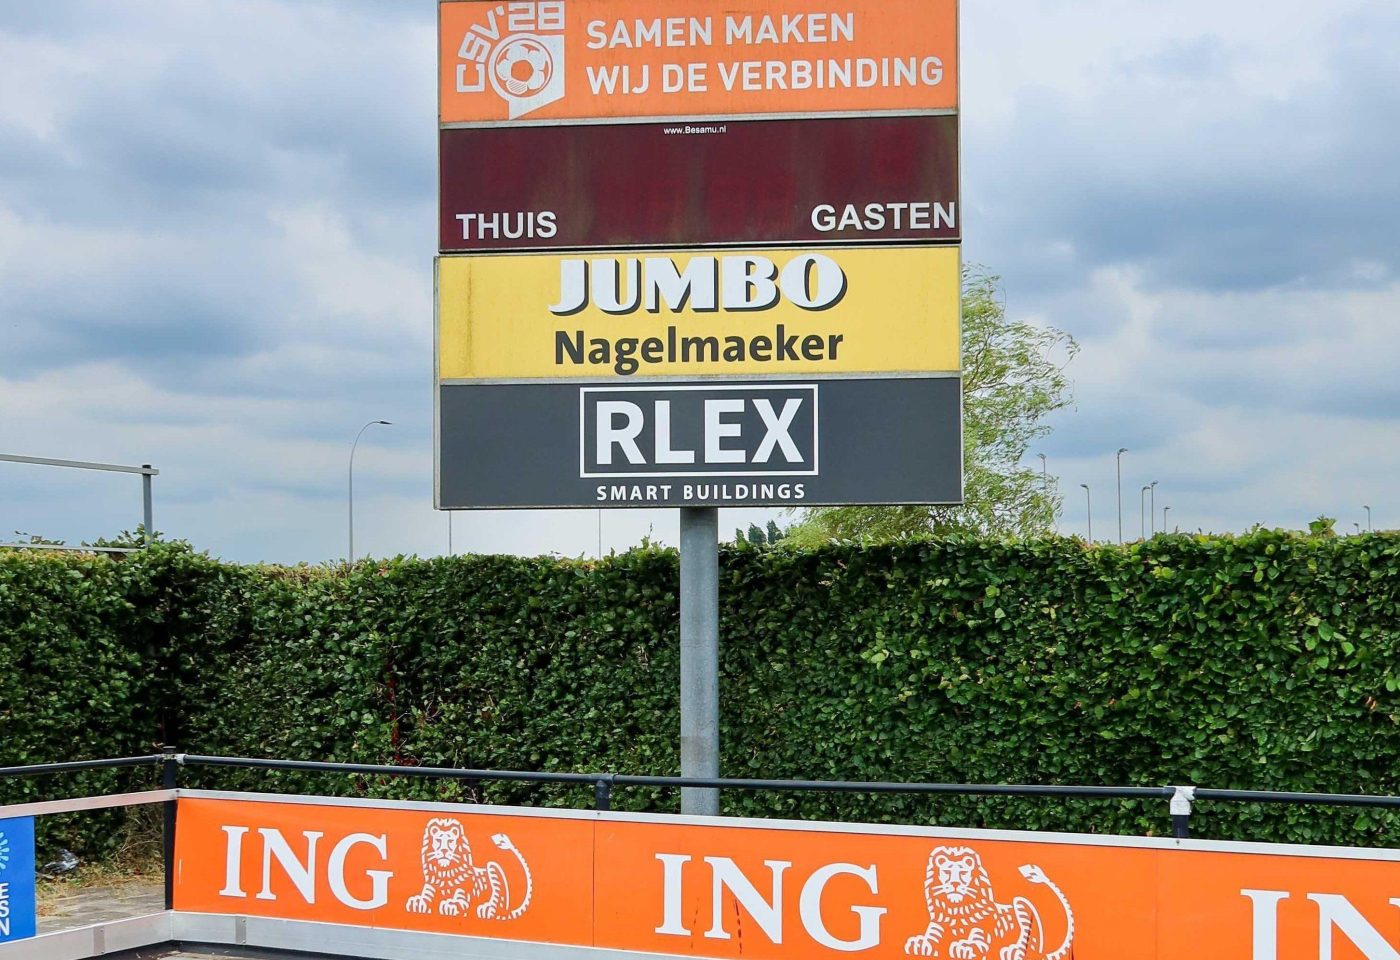 CSV'28
SAMEN MAKEN
WIJ DE VERBINDING
www.Besamu.nl
THUIS
GASTEN
JUMBO
Nagelmaeker
RLEX
SMART BUILDINGS
ING
ING
IN